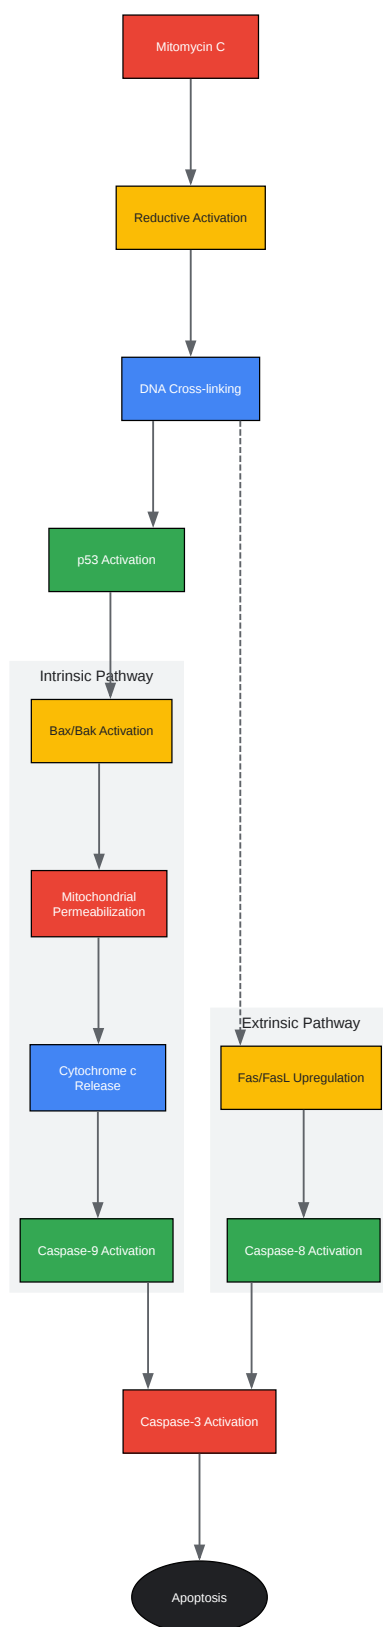 Mitomycin C
Reductive Activation
DNA Cross-linking
p53 Activation
Intrinsic Pathway
Bax/Bak Activation
Mitochondrial
Permeabilization
Cytochrome c
Release
Caspase-9 Activation
Extrinsic Pathway
Fas/FasL Upregulation
Caspase-8 Activation
Caspase-3 Activation
Apoptosis